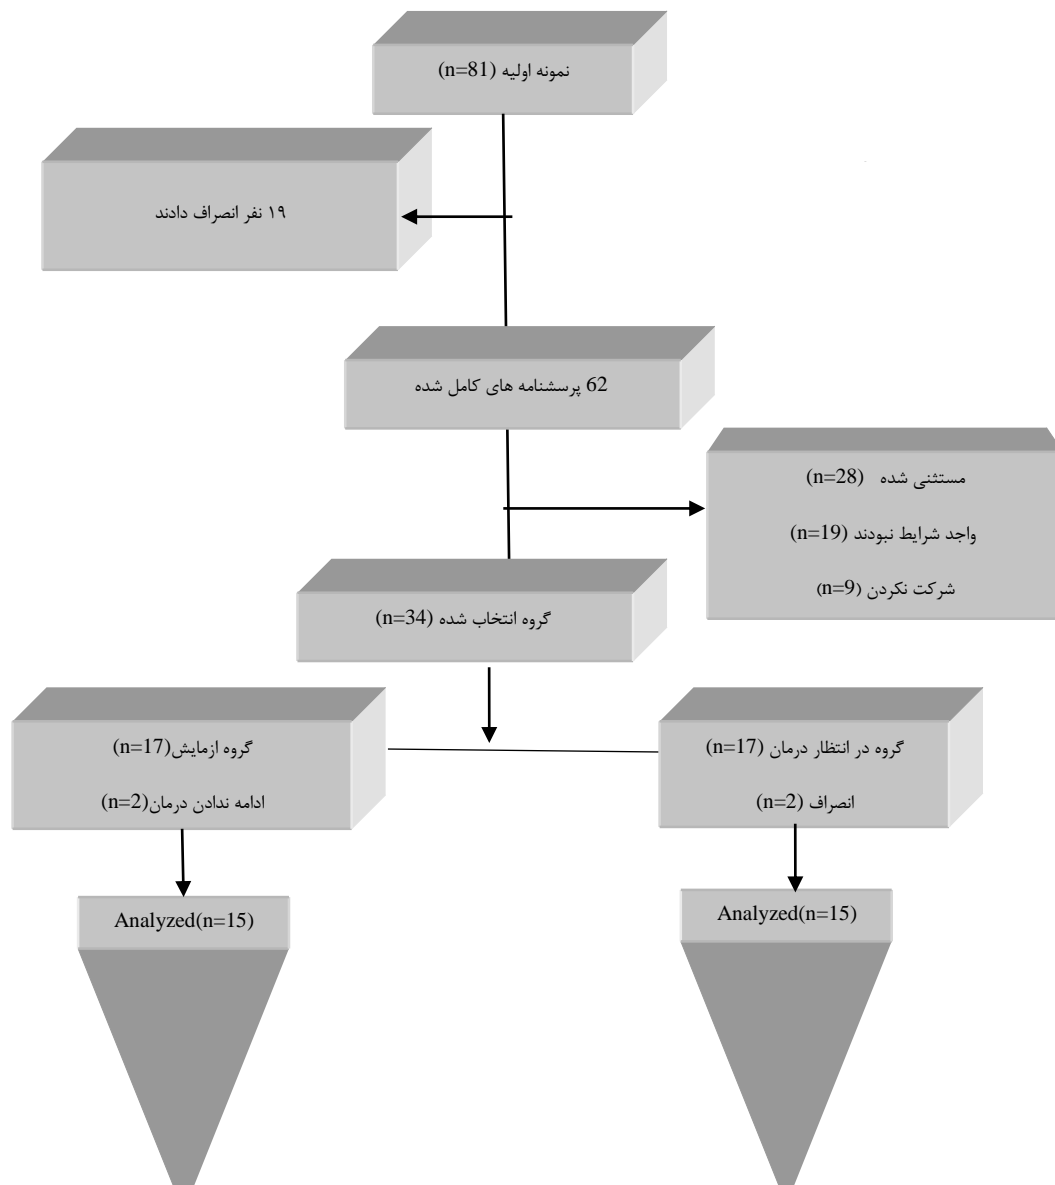 نمونه اولیه (n=81)
۱۹ نفر انصراف دادند
62 پرسشنامه های کامل شده
مستثنی شده (n=28)
واجد شرایط نبودند (n=19)
شرکت نکردن (n=9)
گروه انتخاب شده (n=34)
گروه در انتظار درمان (n=17)
انصراف (n=2)
گروه ازمایش(n=17)
ادامه ندادن درمان(n=2)
Analyzed(n=15)
Analyzed(n=15)